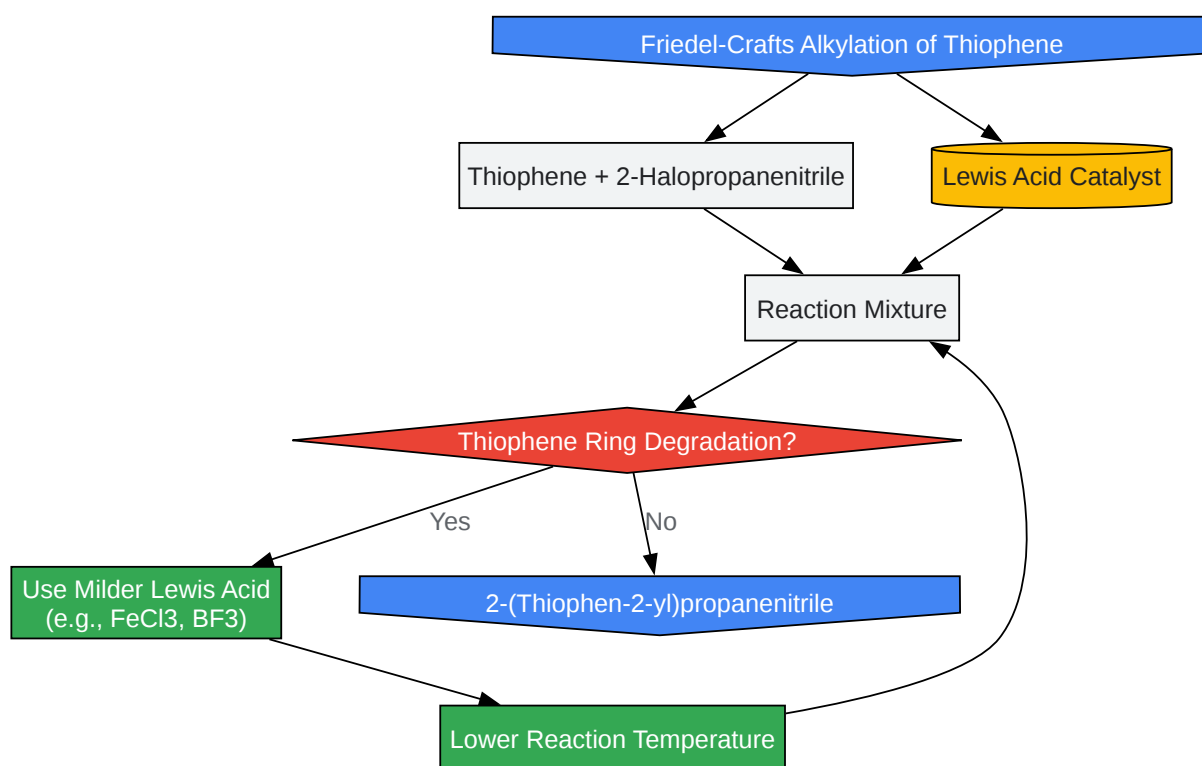 Friedel-Crafts Alkylation of Thiophene
Thiophene + 2-Halopropanenitrile
Lewis Acid Catalyst
Reaction Mixture
Thiophene Ring Degradation?
Yes
No
Use Milder Lewis Acid
(e.g., FeCl3, BF3)
2-(Thiophen-2-yl)propanenitrile
Lower Reaction Temperature